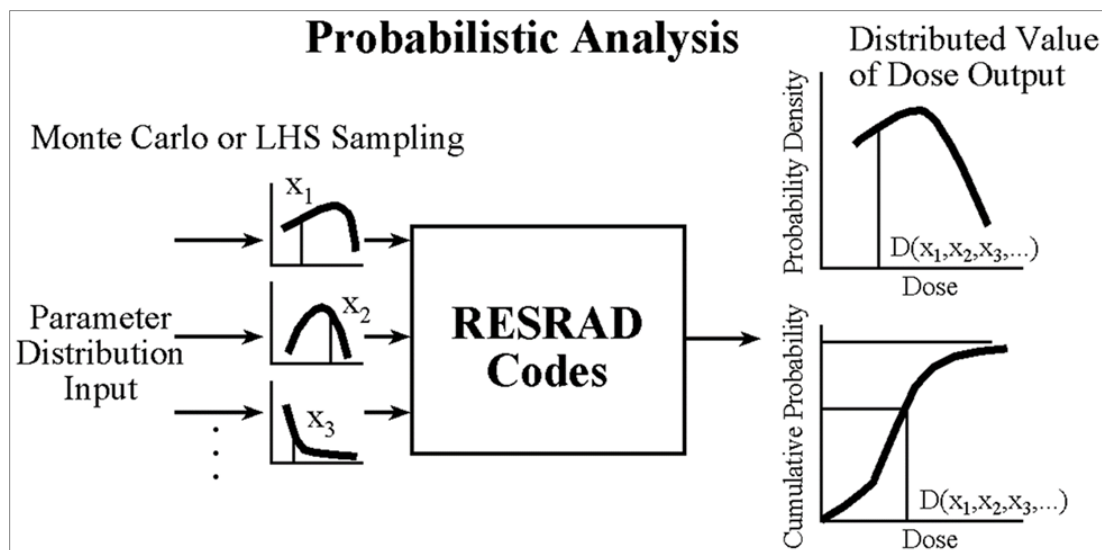 Probabilistic Analysis
Distributed Value
of Dose Output
Monte Carlo or LHS Sampling
Parameter
Distribution
Input
x₁
x₂
x₃
RESRAD
Codes
Probability Density
D(x₁,x₂,x₃,...)
Dose
Cumulative Probability
D(x₁,x₂,x₃,...)
Dose